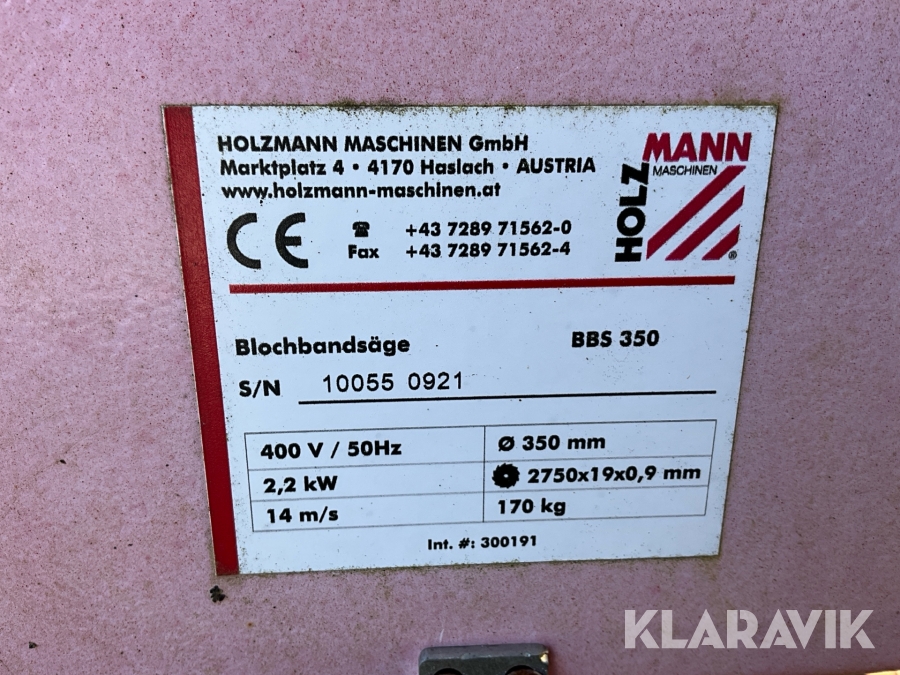 HOLZMANN MASCHINEN GmbH
Marktplatz 4 • 4170 Haslach • AUSTRIA
www.holzmann-maschinen.at
CE
☎ +43 7289 71562-0
Fax +43 7289 71562-4
HOLZ
MANN
MASCHINEN
®
Blochbandsäge BBS 350
S/N 10055 0921
400 V / 50Hz Ø 350 mm
2,2 kW 2750x19x0,9 mm
14 m/s 170 kg
Int. #: 300191
KLARAVIK